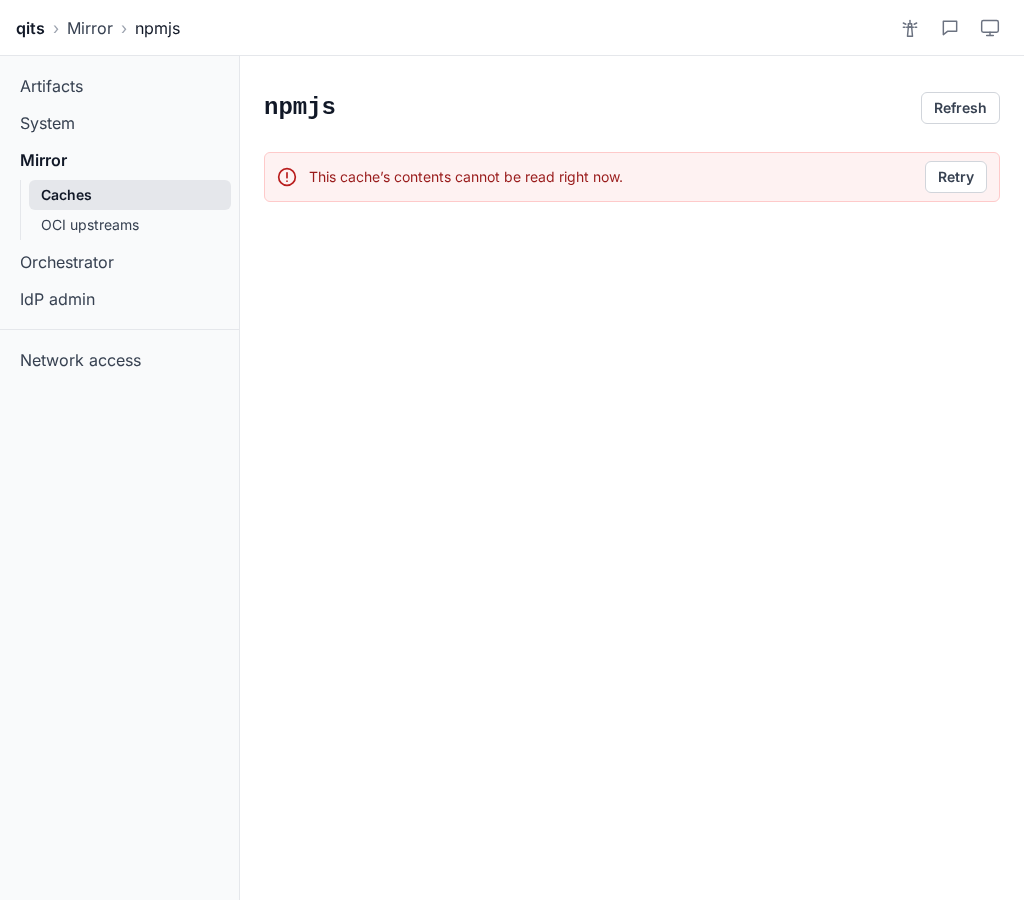 qits › Mirror › npmjs
Artifacts
System
Mirror
Caches
OCI upstreams
Orchestrator
IdP admin
Network access
npmjs
Refresh
This cache’s contents cannot be read right now.
Retry